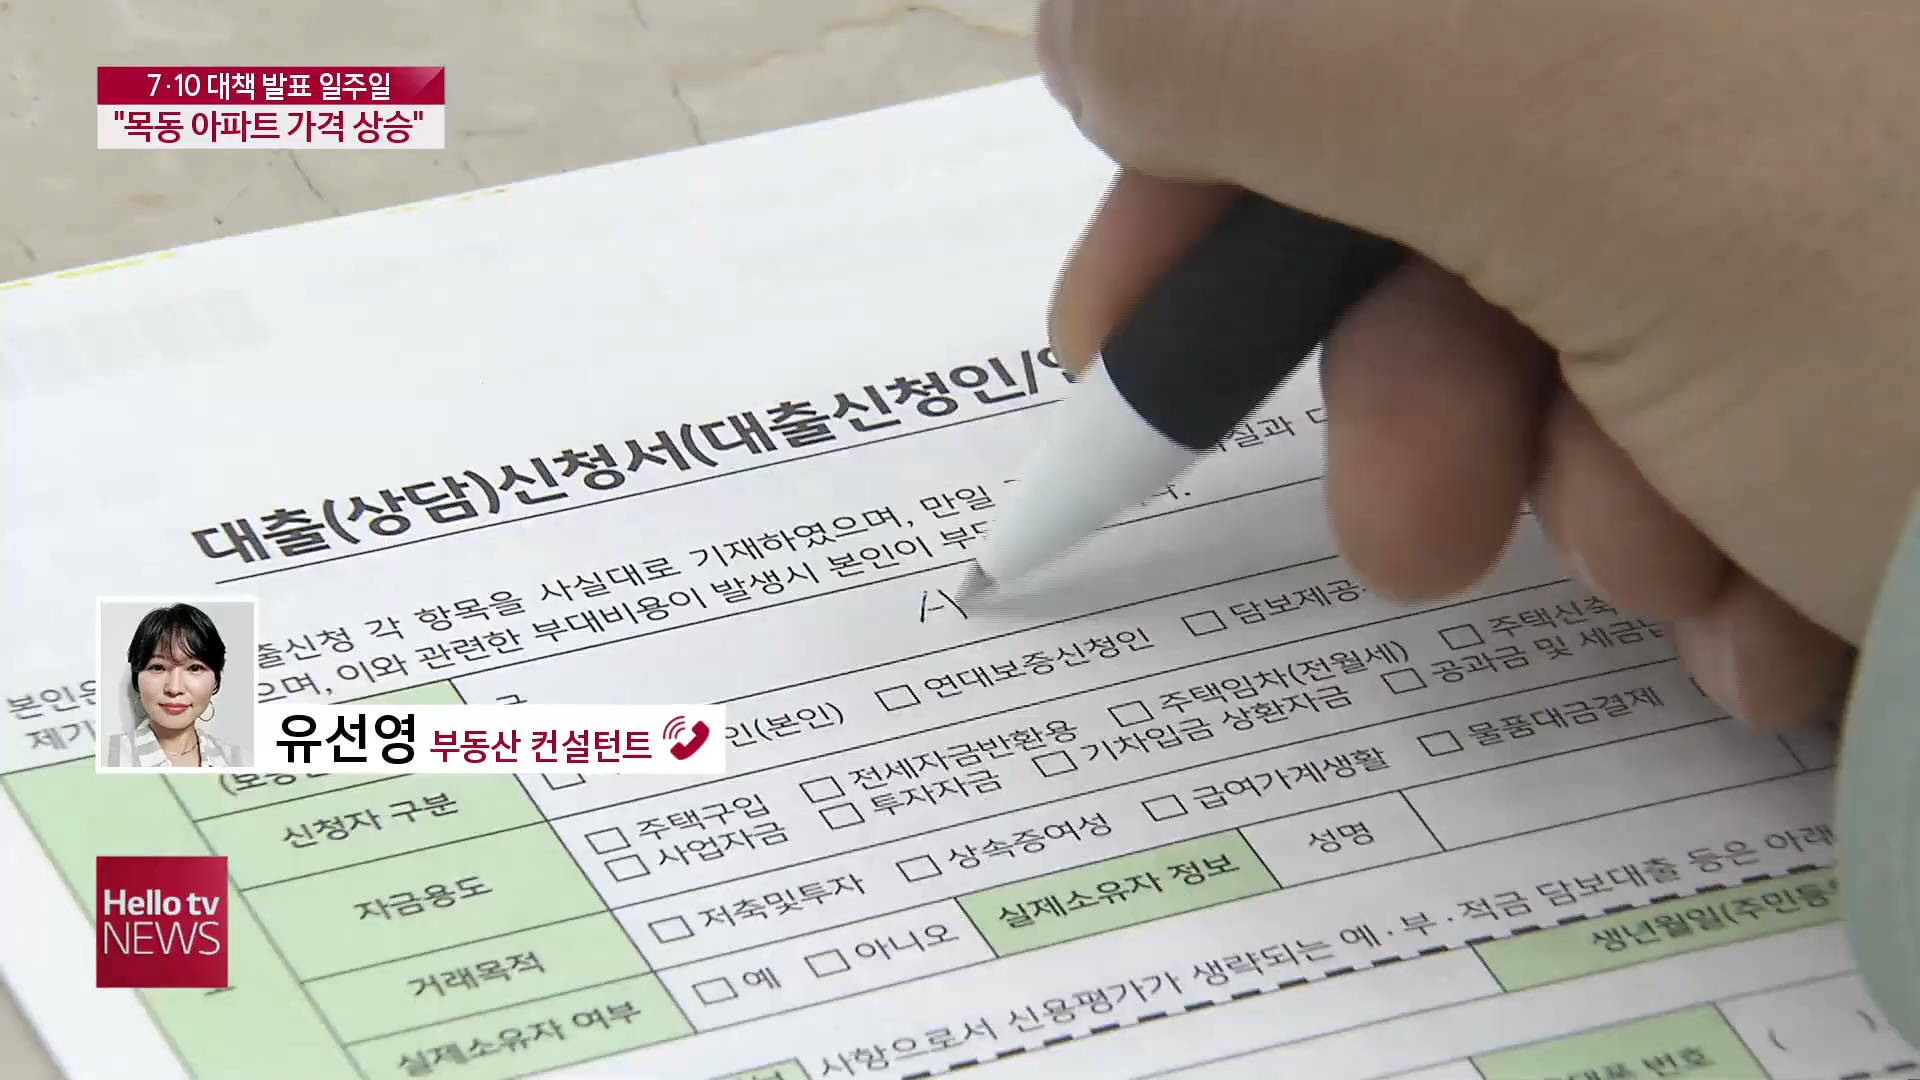 7·10 대책 발표 일주일
"목동 아파트 가격 상승"
대출(상담)신청서(대출신청인/
출신청 각 항목을 사실대로 기재하였으며, 만일
으며, 이와 관련한 부대비용이 발생시 본인이
본인은
제기
유선영 부동산 컨설턴트
인(본인) □ 연대보증신청인 □ 담보제공
신청자 구분
□ 주택구입 □ 전세자금반환용 □ 주택임차(전월세) □ 주택신축
□ 사업자금 □ 투자자금 □ 기차입금 상환자금 □ 공과금 및 세금
자금용도
□ 저축및투자 □ 상속증여성 □ 급여가계생활 □ 물품대금결제
거래목적
□ 예 □ 아니오 실제소유자 정보 성명
실제소유자 여부
사항으로서 신용평가가 생략되는 예·부·적금 담보대출 등은 아래
생년월일(주민등
번호
Hello tv
NEWS